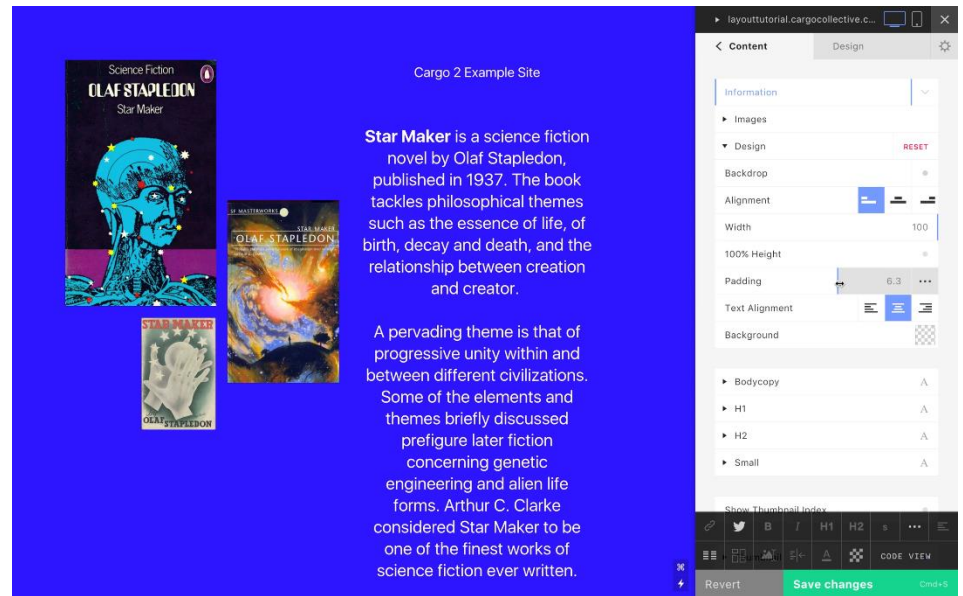 Science Fiction
OLAF STAPLEDON
Star Maker
SF MASTERWORKS
STAR MAKER
OLAF STAPLEDON
STAR MAKER
OLAF STAPLEDON
Cargo 2 Example Site
Star Maker is a science fiction
novel by Olaf Stapledon,
published in 1937. The book
tackles philosophical themes
such as the essence of life, of
birth, decay and death, and the
relationship between creation
and creator.
A pervading theme is that of
progressive unity within and
between different civilizations.
Some of the elements and
themes briefly discussed
prefigure later fiction
concerning genetic
engineering and alien life
forms. Arthur C. Clarke
considered Star Maker to be
one of the finest works of
science fiction ever written.
layouttutorial.cargocollective.c...
Content Design
Information
Images
Design RESET
Backdrop
Alignment
Width 100
100% Height
Padding 6.3
Text Alignment
Background
Bodycopy A
H1 A
H2 A
Small A
Show Thumbnail Index
B I H1 H2 s
A CODE VIEW
Revert Save changes Cmd+S